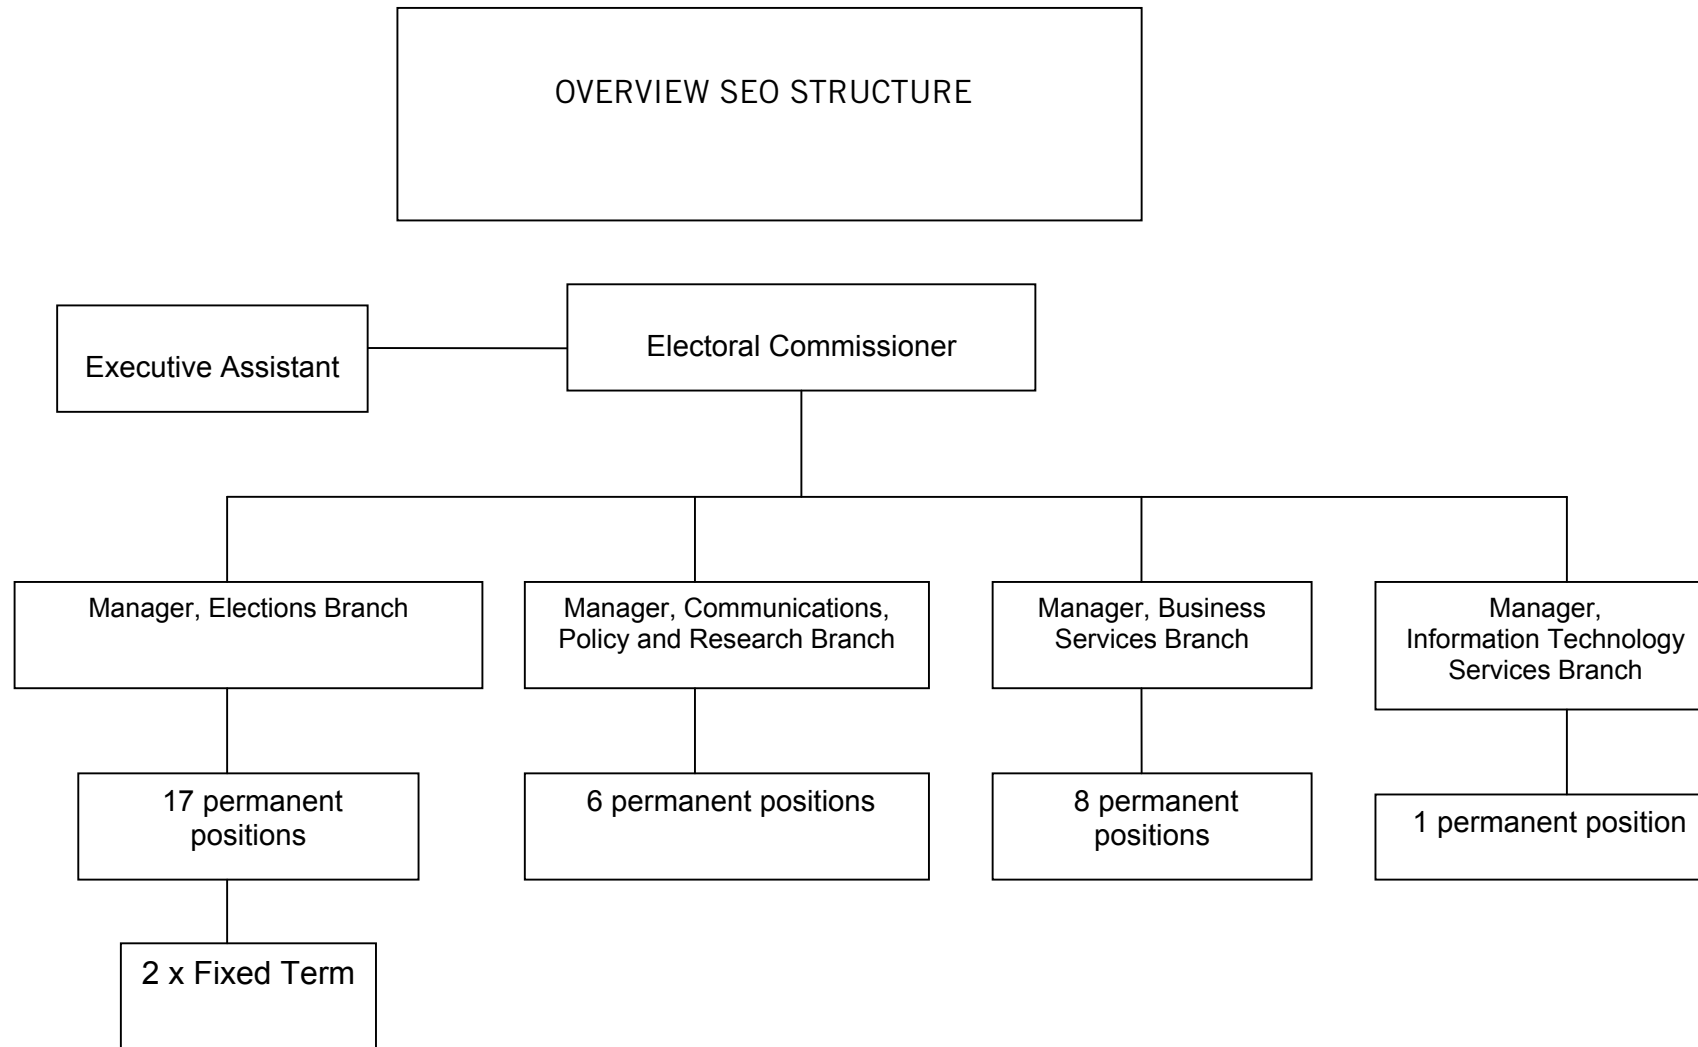 OVERVIEW SEO STRUCTURE
Executive Assistant
Electoral Commissioner
Manager, Elections Branch
Manager, Communications,
Policy and Research Branch
Manager, Business
Services Branch
Manager,
Information Technology
Services Branch
17 permanent
positions
6 permanent positions
8 permanent
positions
1 permanent position
2 x Fixed Term